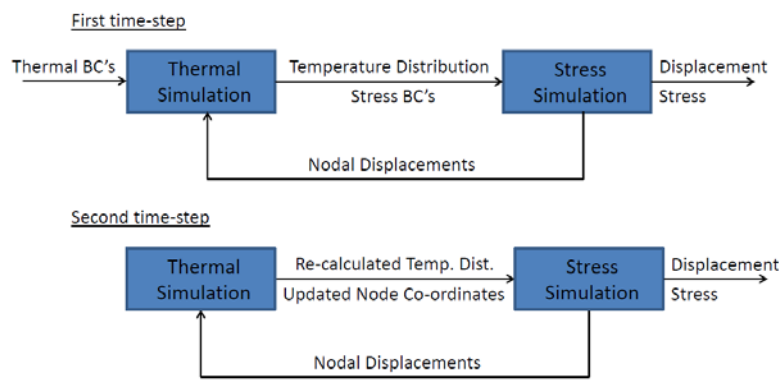 First time-step
Thermal BC's
Thermal
Simulation
Temperature Distribution
Stress BC's
Stress
Simulation
Displacement
Stress
Nodal Displacements
Second time-step
Thermal
Simulation
Re-calculated Temp. Dist.
Updated Node Co-ordinates
Stress
Simulation
Displacement
Stress
Nodal Displacements